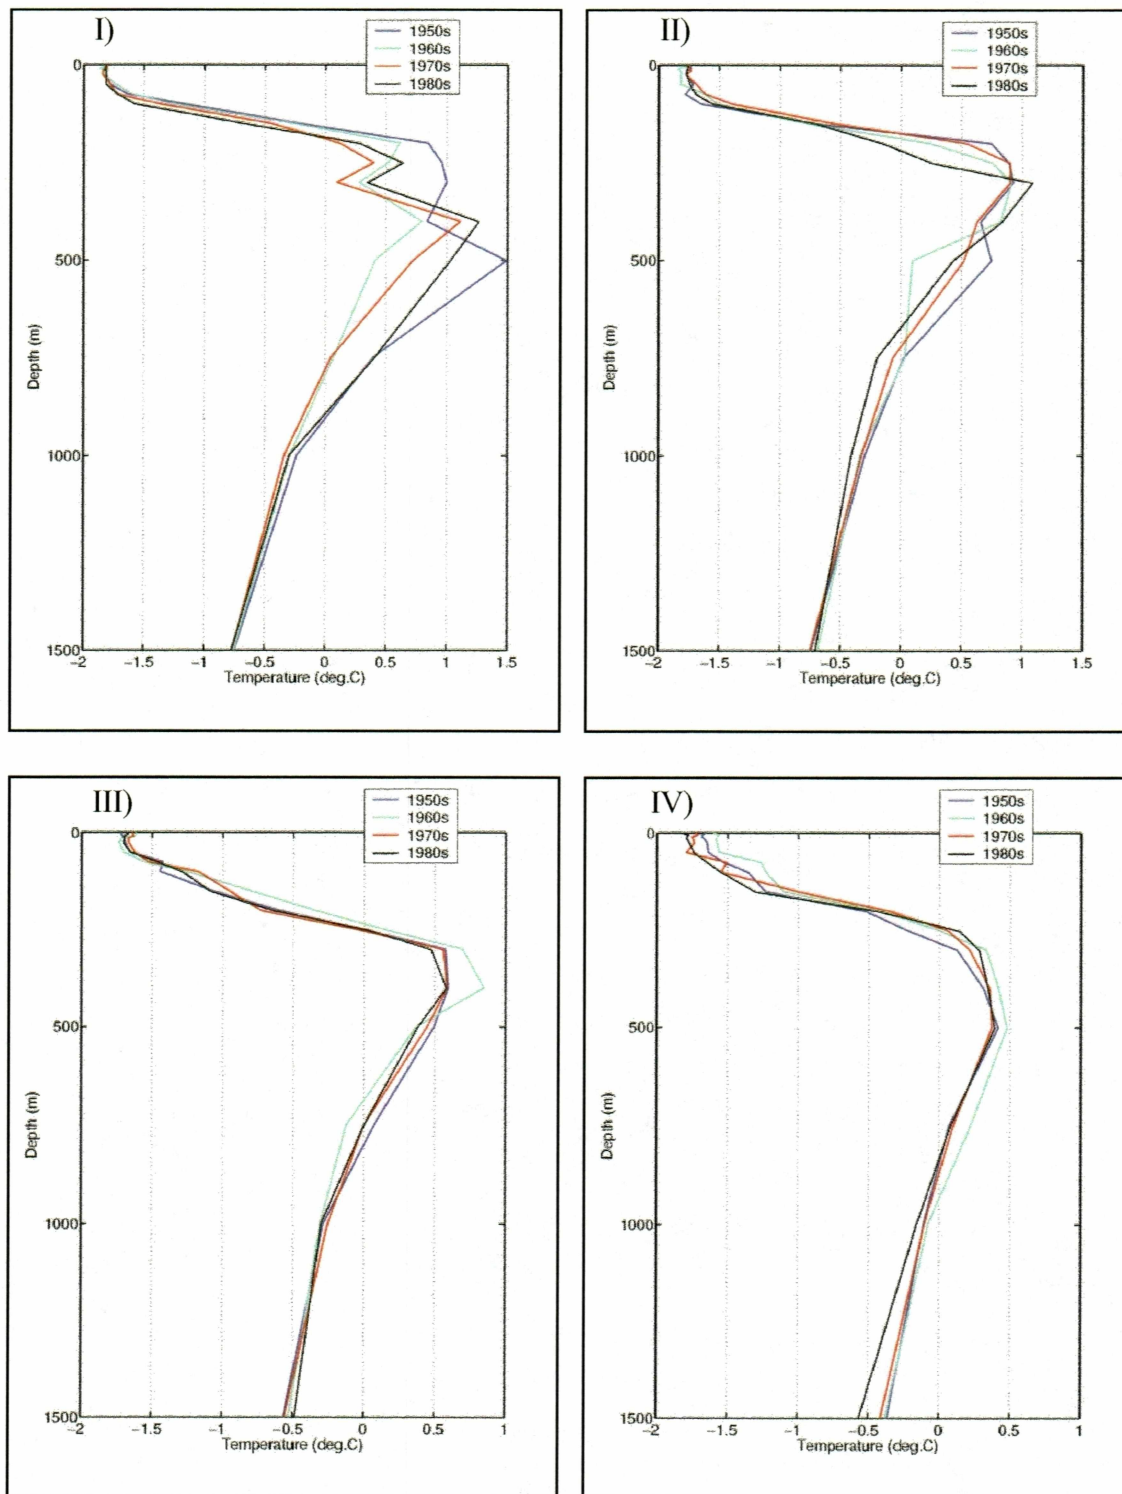 I)
1950s
1960s
1970s
1980s
0
500
1000
1500
Depth (m)
−2 −1.5 −1 −0.5 0 0.5 1 1.5
Temperature (deg.C)
II)
1950s
1960s
1970s
1980s
0
500
1000
1500
Depth (m)
−2 −1.5 −1 −0.5 0 0.5 1 1.5
Temperature (deg.C)
III)
1950s
1960s
1970s
1980s
0
500
1000
1500
Depth (m)
−2 −1.5 −1 −0.5 0 0.5 1
Temperature (deg.C)
IV)
1950s
1960s
1970s
1980s
0
500
1000
1500
Depth (m)
−2 −1.5 −1 −0.5 0 0.5 1
Temperature (deg.C)